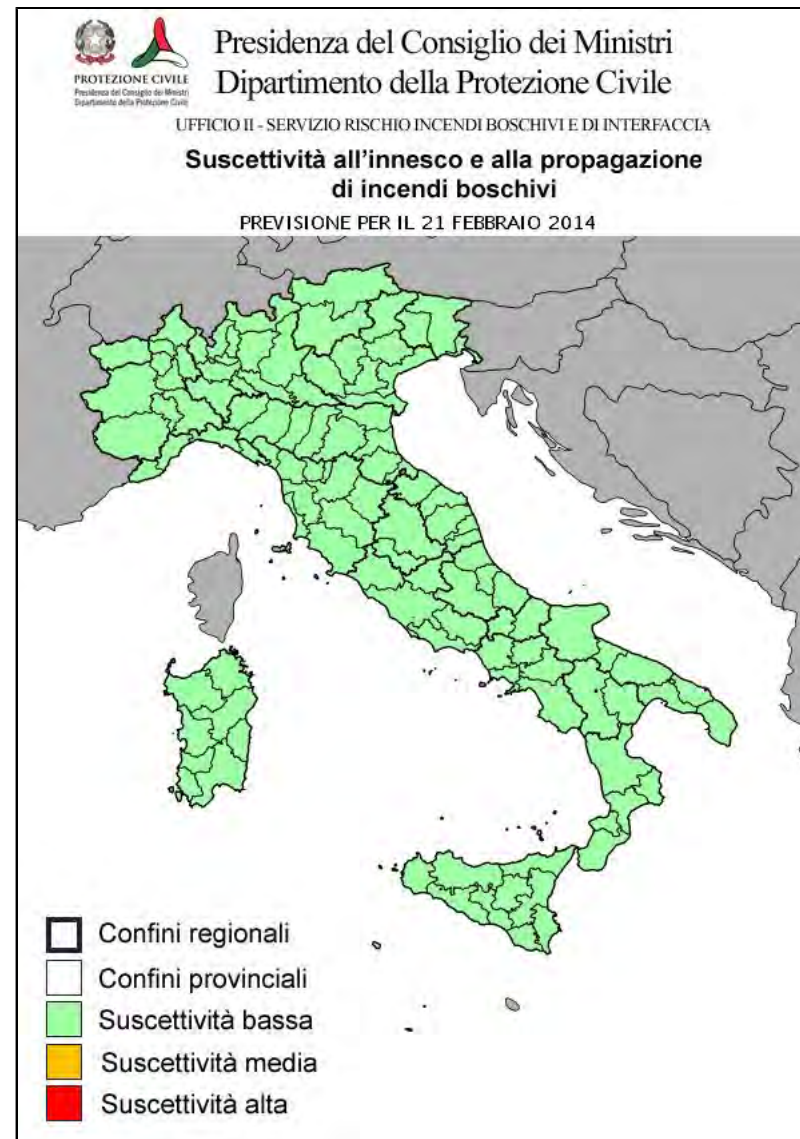 Presidenza del Consiglio dei Ministri
Dipartimento della Protezione Civile
PROTEZIONE CIVILE
Presidenza del Consiglio dei Ministri
Dipartimento della Protezione Civile
UFFICIO II - SERVIZIO RISCHIO INCENDI BOSCHIVI E DI INTERFACCIA
Suscettività all'innesco e alla propagazione
di incendi boschivi
PREVISIONE PER IL 21 FEBBRAIO 2014
Confini regionali
Confini provinciali
Suscettività bassa
Suscettività media
Suscettività alta